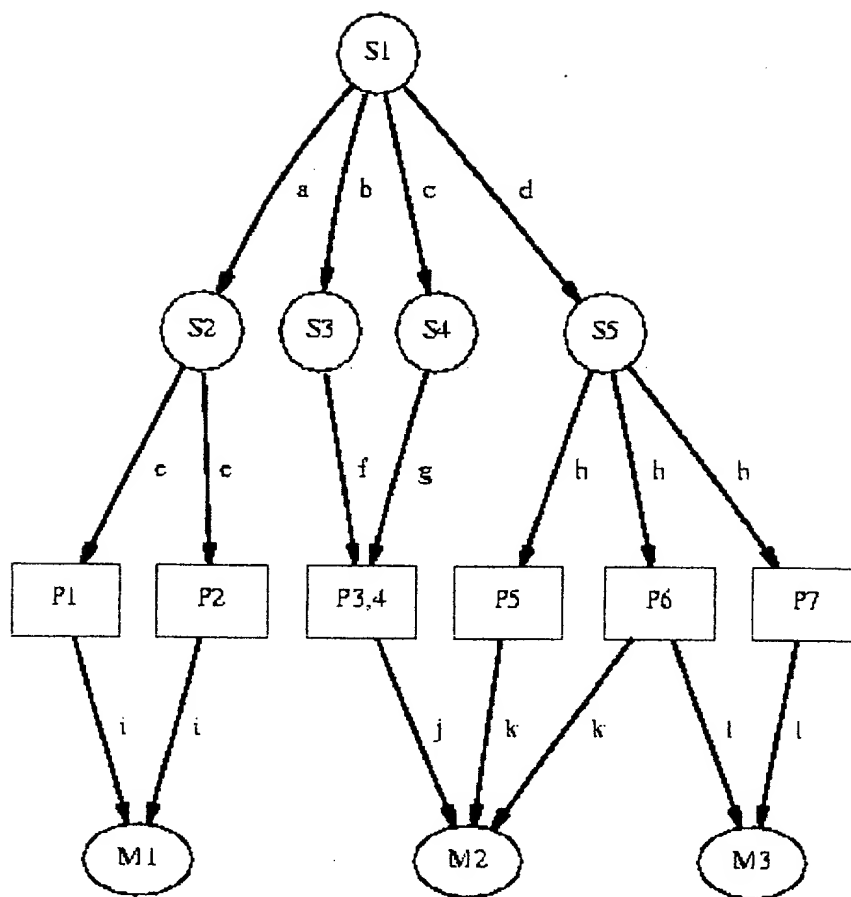 S1
a b c d
S2 S3 S4 S5
e e f g h h h
P1 P2 P3,4 P5 P6 P7
i i j k k l l
M1 M2 M3